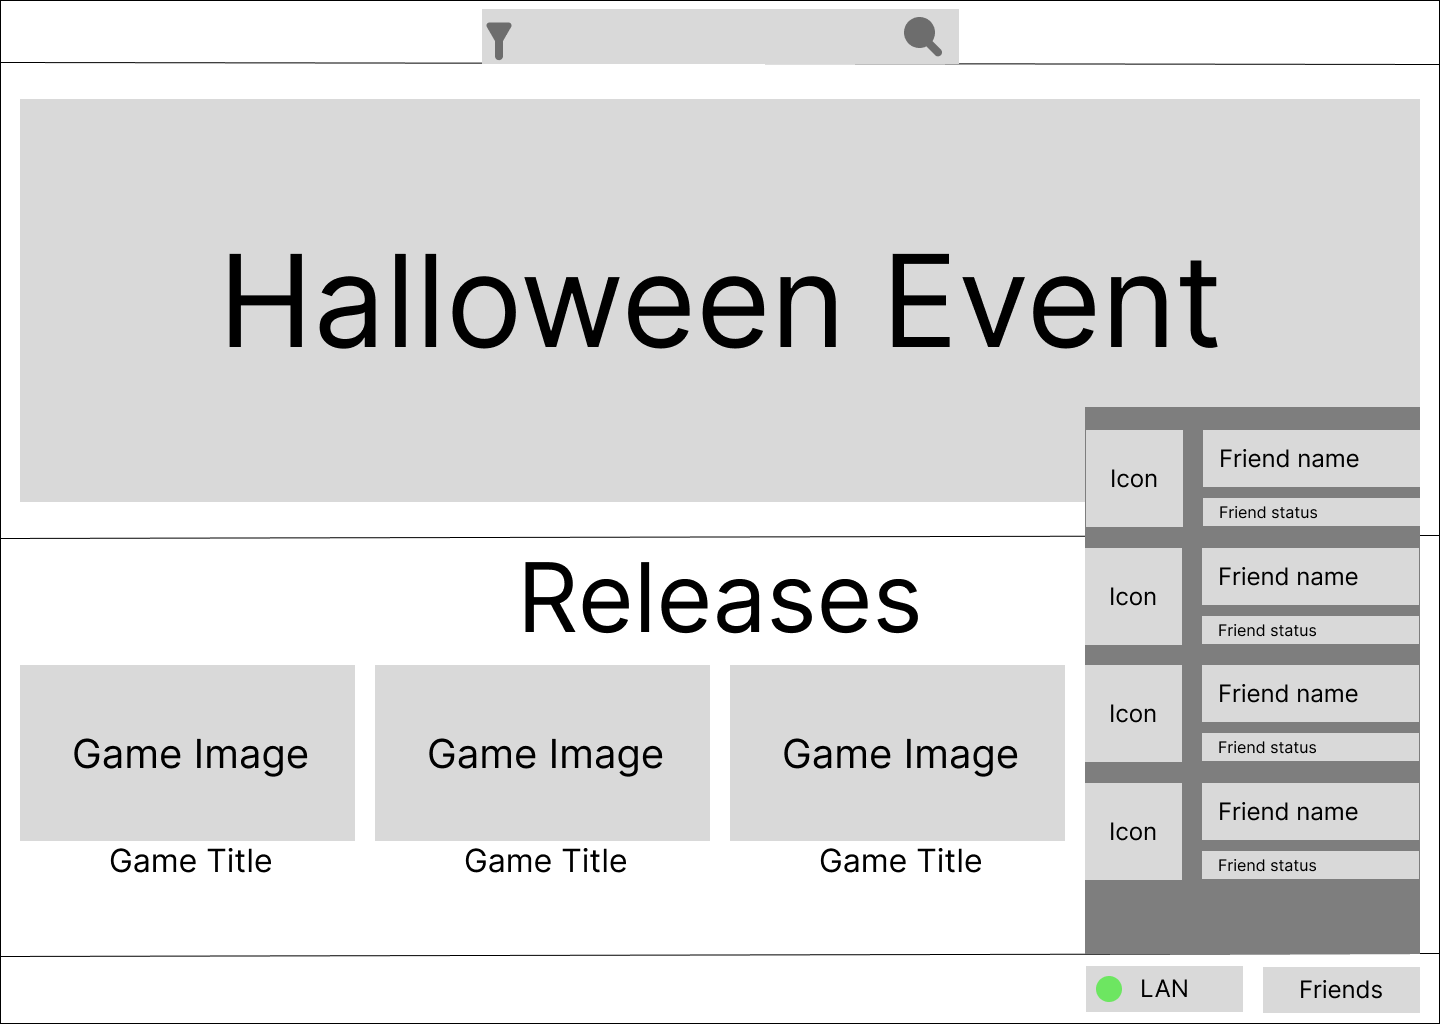 Halloween Event
Icon
Friend name
Friend status
Releases
Icon
Friend name
Friend status
Game Image
Game Image
Game Image
Icon
Friend name
Friend status
Game Title
Game Title
Game Title
Icon
Friend name
Friend status
LAN
Friends